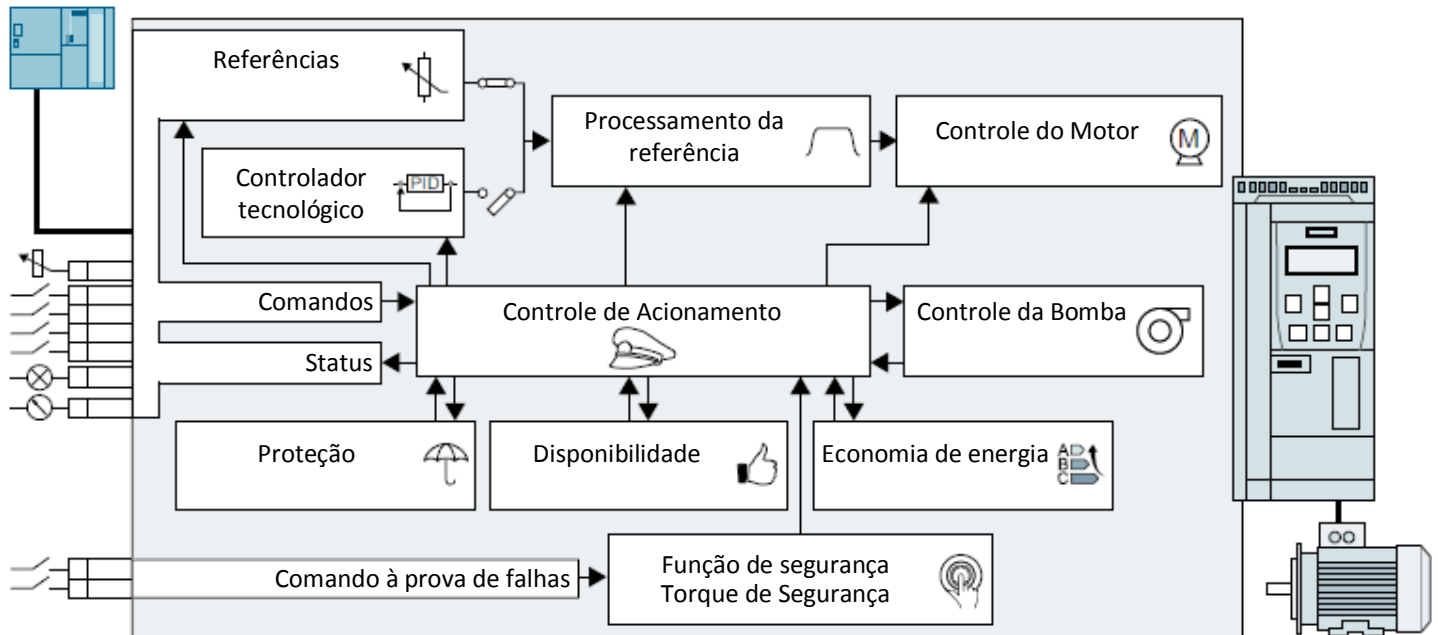 Referências
Processamento da
referência
Controle do Motor
M
Controlador
tecnológico
PID
Comandos
Controle de Acionamento
Controle da Bomba
Status
Proteção
Disponibilidade
Economia de energia
A
B
C
Comando à prova de falhas
Função de segurança
Torque de Segurança